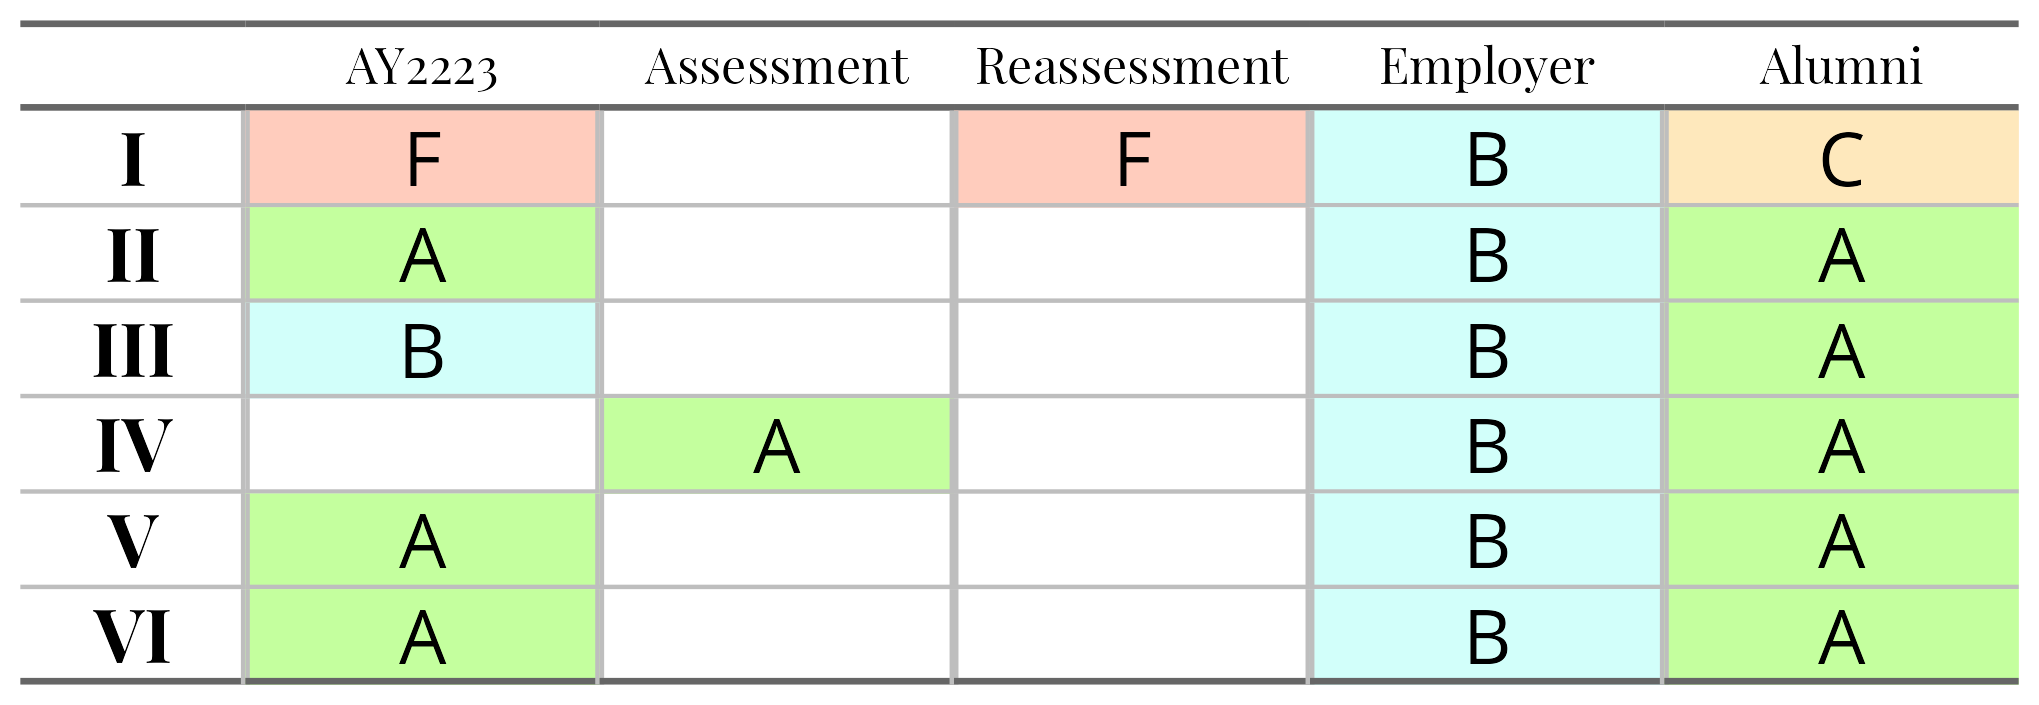 AY2223 Assessment Reassessment Employer Alumni
I F F B C
II A B A
III B B A
IV A B A
V A B A
VI A B A